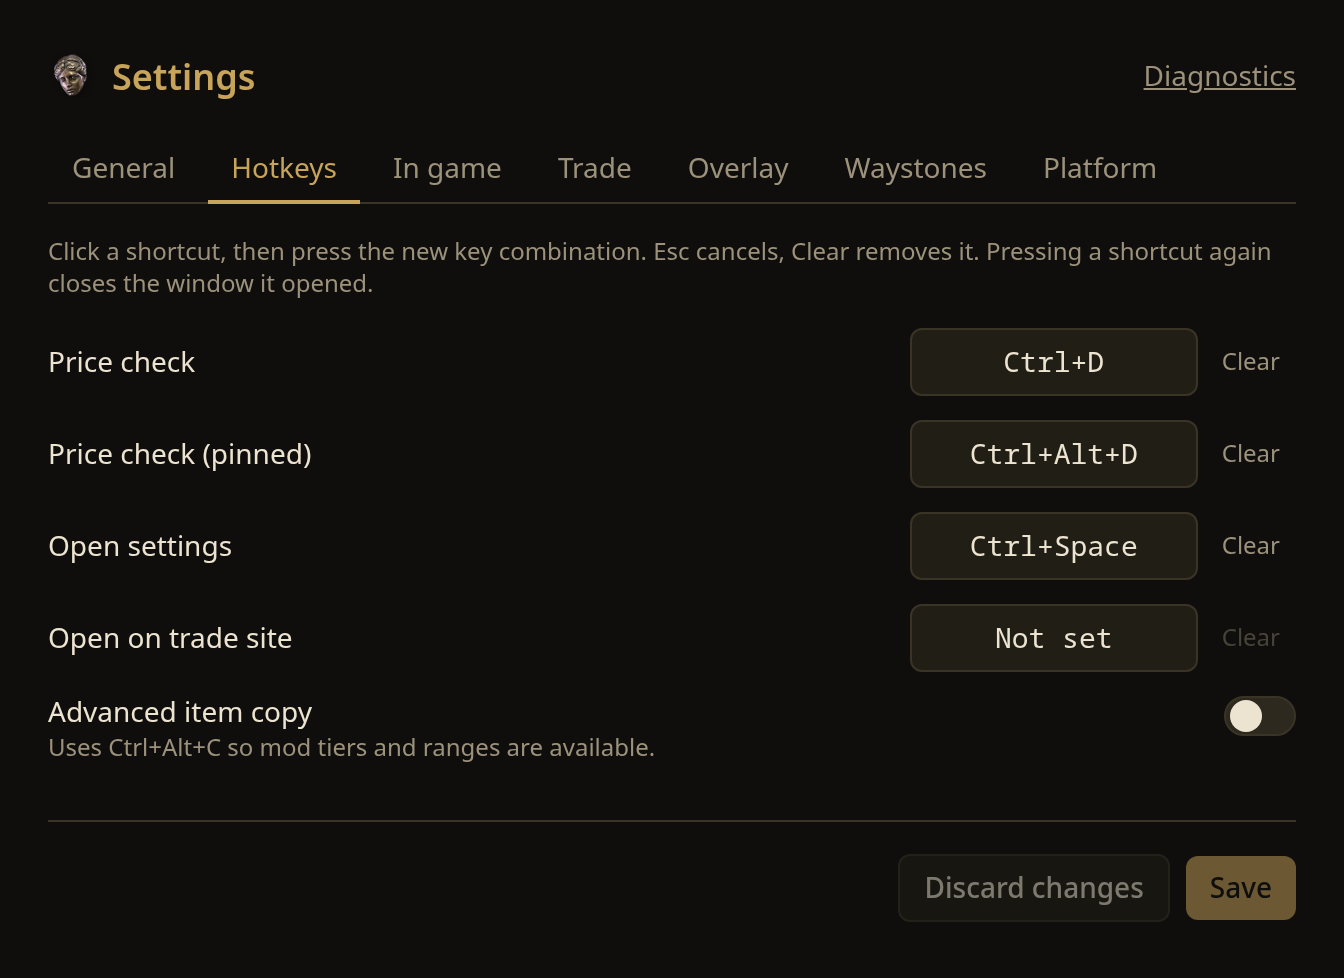 Settings
Diagnostics
General
Hotkeys
In game
Trade
Overlay
Waystones
Platform
Click a shortcut, then press the new key combination. Esc cancels, Clear removes it. Pressing a shortcut again
closes the window it opened.
Price check
Ctrl+D
Clear
Price check (pinned)
Ctrl+Alt+D
Clear
Open settings
Ctrl+Space
Clear
Open on trade site
Not set
Clear
Advanced item copy
Uses Ctrl+Alt+C so mod tiers and ranges are available.
Discard changes
Save